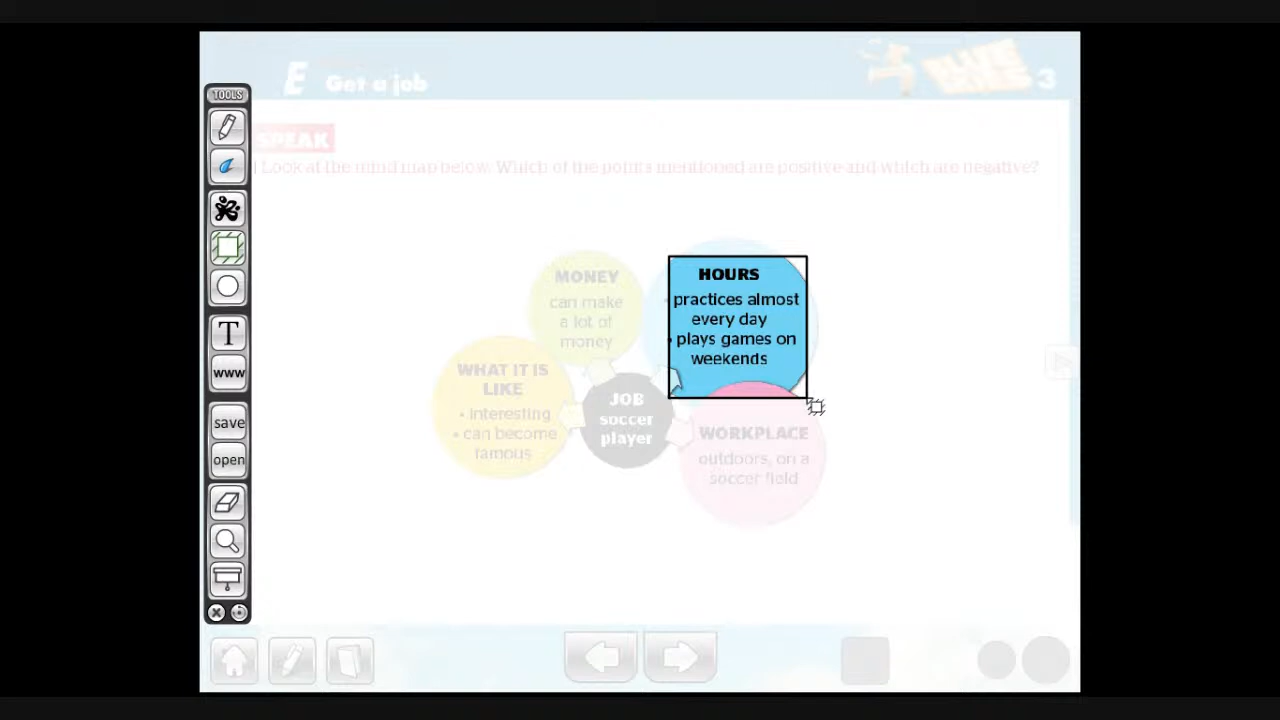 TOOLS
E Get a job
3
SPEAK
Look at the mind map below. Which of the points mentioned are positive and which are negative?
MONEY
can make
a lot of
money
HOURS
• practices almost
every day
• plays games on
weekends
WHAT IT IS
LIKE
• interesting
• can become
famous
JOB
soccer
player
WORKPLACE
outdoors, on a
soccer field
T
www
save
open